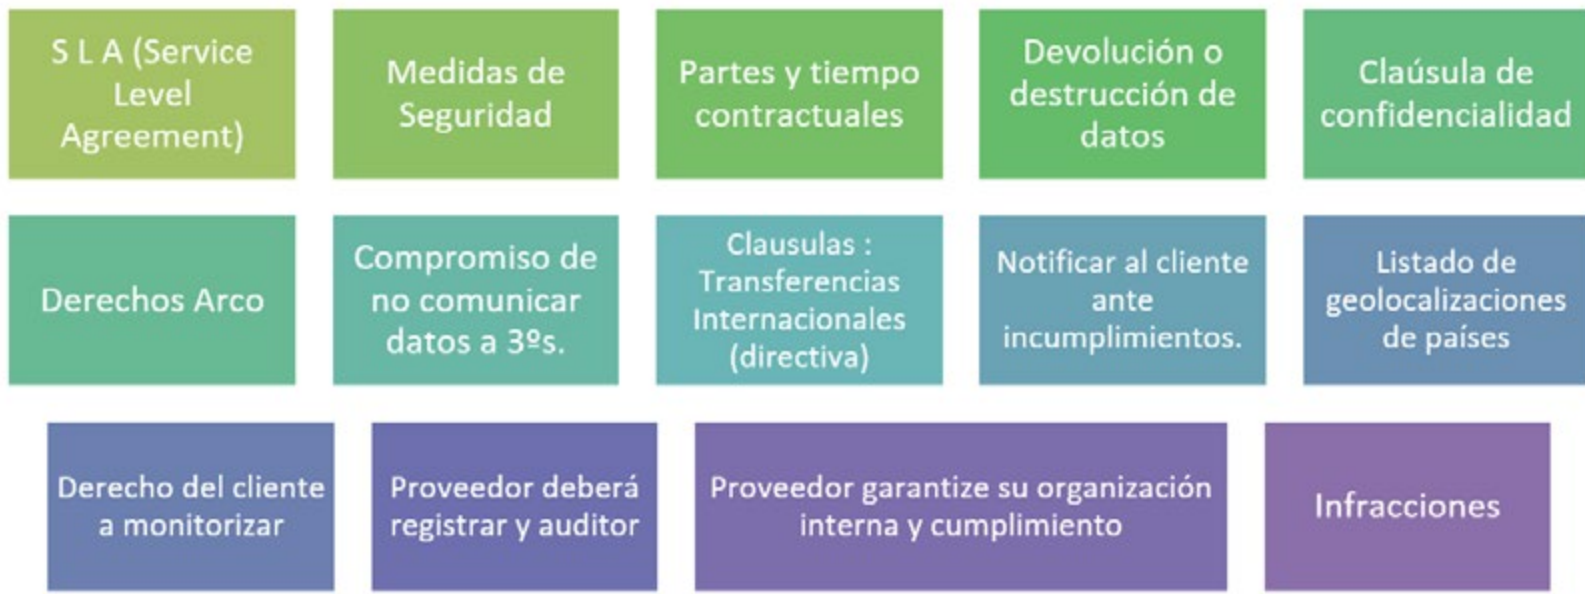 S L A (Service
Level
Agreement)
Medidas de
Seguridad
Partes y tiempo
contractuales
Devolución o
destrucción de
datos
Claúsula de
confidencialidad
Derechos Arco
Compromiso de
no comunicar
datos a 3ºs.
Clausulas :
Transferencias
Internacionales
(directiva)
Notificar al cliente
ante
incumplimientos.
Listado de
geolocalizaciones
de países
Derecho del cliente
a monitorizar
Proveedor deberá
registrar y auditor
Proveedor garantize su organización
interna y cumplimiento
Infracciones